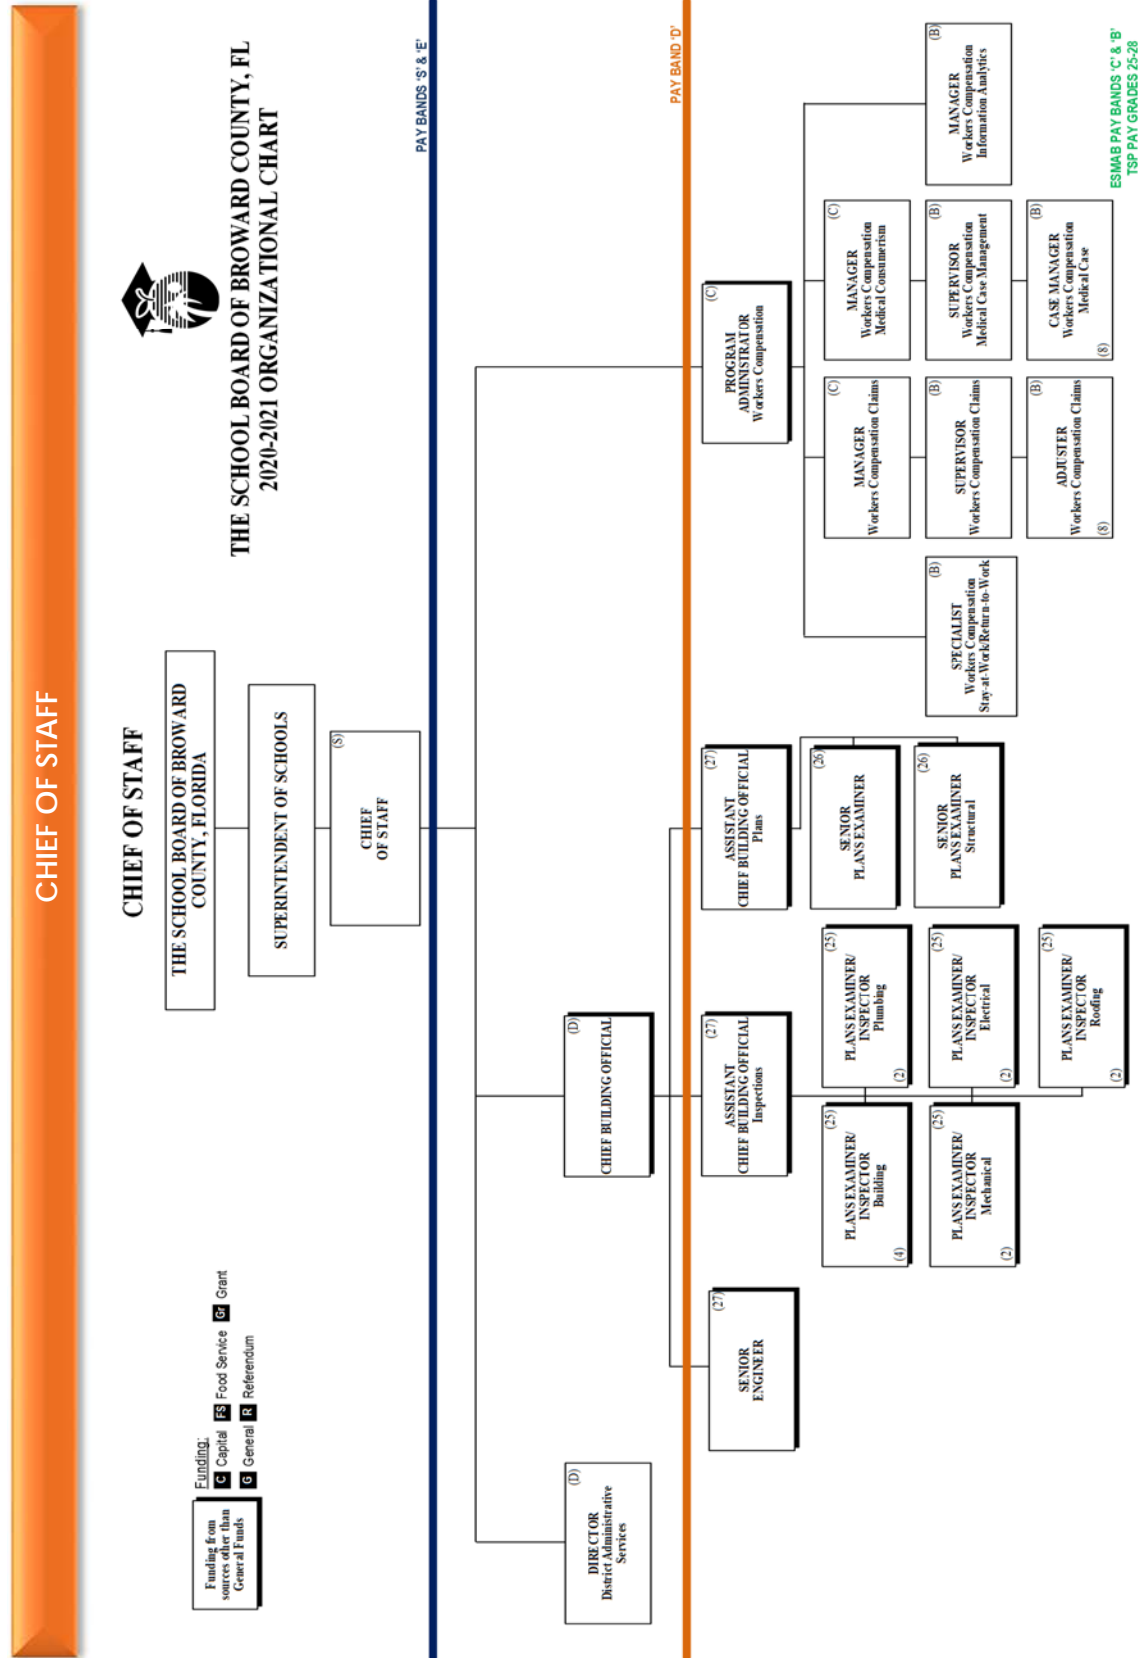 CHIEF OF STAFF
CHIEF OF STAFF
THE SCHOOL BOARD OF BROWARD COUNTY, FL
2020-2021 ORGANIZATIONAL CHART
Funding from
sources other than
General Funds
Funding:
C Capital FS Food Service Gr Grant
G General R Referendum
THE SCHOOL BOARD OF BROWARD
COUNTY, FLORIDA
SUPERINTENDENT OF SCHOOLS
(S)
CHIEF
OF STAFF
PAY BANDS 'S' & 'E'
(D)
DIRECTOR
District Administrative
Services
(D)
CHIEF BUILDING OFFICIAL
PAY BAND 'D'
(27)
SENIOR
ENGINEER
(27)
ASSISTANT
CHIEF BUILDING OFFICIAL
Inspections
(25)
PLANS EXAMINER/
INSPECTOR
Building
(4)
(25)
PLANS EXAMINER/
INSPECTOR
Plumbing
(2)
(25)
PLANS EXAMINER/
INSPECTOR
Mechanical
(2)
(25)
PLANS EXAMINER/
INSPECTOR
Electrical
(2)
(25)
PLANS EXAMINER/
INSPECTOR
Roofing
(2)
(27)
ASSISTANT
CHIEF BUILDING OFFICIAL
Plans
(26)
SENIOR
PLANS EXAMINER
(26)
SENIOR
PLANS EXAMINER
Structural
(C)
PROGRAM
ADMINISTRATOR
Workers Compensation
(B)
SPECIALIST
Workers Compensation
Stay-at-Work/Return-to-Work
(C)
MANAGER
Workers Compensation Claims
(B)
SUPERVISOR
Workers Compensation Claims
(B)
ADJUSTER
Workers Compensation Claims
(8)
(C)
MANAGER
Workers Compensation
Medical Consumerism
(B)
SUPERVISOR
Workers Compensation
Medical Case Management
(B)
CASE MANAGER
Workers Compensation
Medical Case
(8)
(B)
MANAGER
Workers Compensation
Information Analytics
ESMAB PAY BANDS 'C' & 'B'
TSP PAY GRADES 25-28